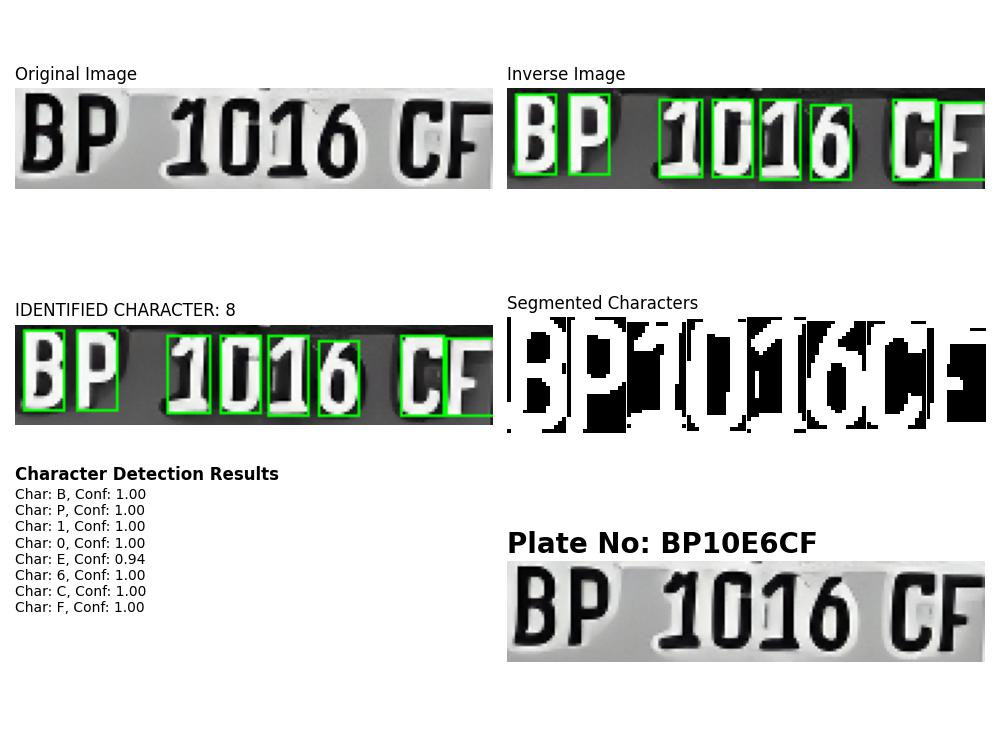 Original Image
BP 1016 CF
Inverse Image
BP 1016 CF
IDENTIFIED CHARACTER: 8
BP 1016 CF
Segmented Characters
BP1016CF
Character Detection Results
Char: B, Conf: 1.00
Char: P, Conf: 1.00
Char: 1, Conf: 1.00
Char: 0, Conf: 1.00
Char: E, Conf: 0.94
Char: 6, Conf: 1.00
Char: C, Conf: 1.00
Char: F, Conf: 1.00
Plate No: BP10E6CF
BP 1016 CF